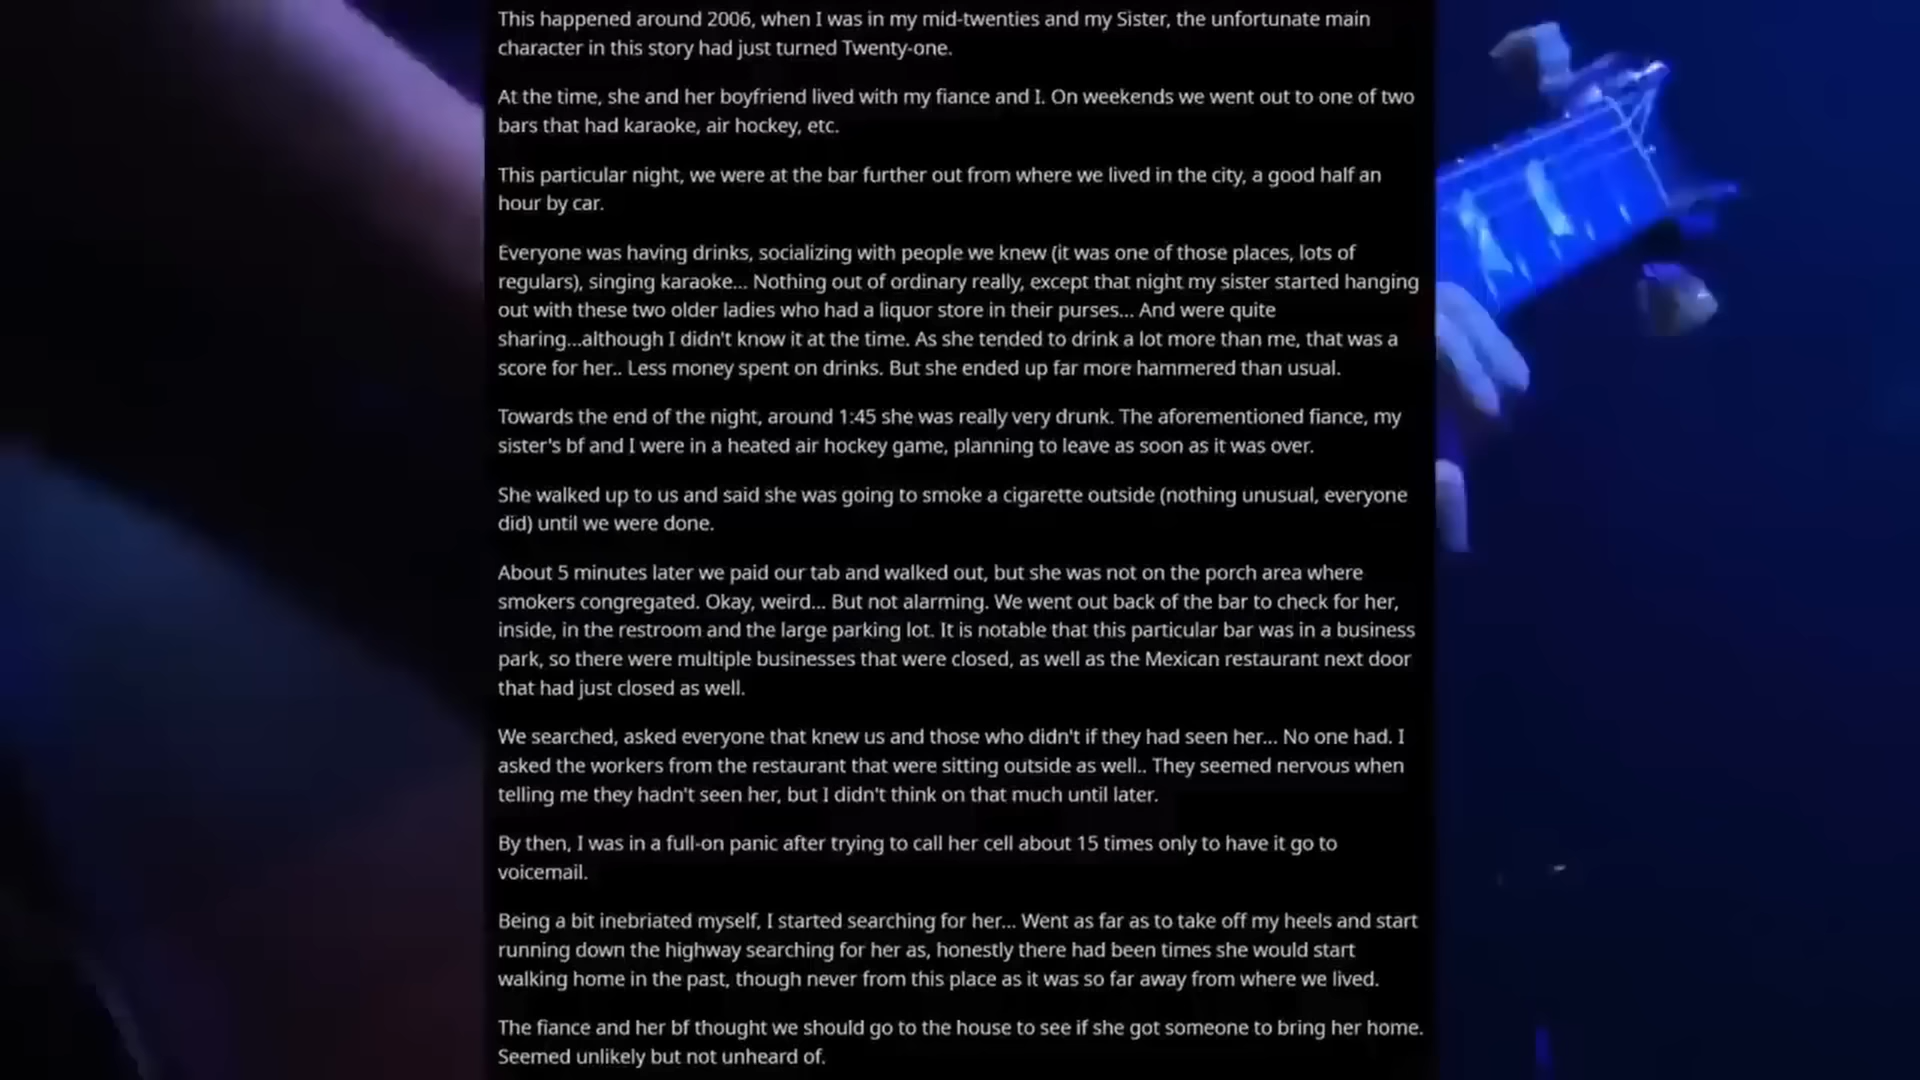 This happened around 2006, when I was in my mid-twenties and my Sister, the unfortunate main
character in this story had just turned Twenty-one.
At the time, she and her boyfriend lived with my fiance and I. On weekends we went out to one of two
bars that had karaoke, air hockey, etc.
This particular night, we were at the bar further out from where we lived in the city, a good half an
hour by car.
Everyone was having drinks, socializing with people we knew (it was one of those places, lots of
regulars), singing karaoke... Nothing out of ordinary really, except that night my sister started hanging
out with these two older ladies who had a liquor store in their purses... And were quite
sharing...although I didn't know it at the time. As she tended to drink a lot more than me, that was a
score for her.. Less money spent on drinks. But she ended up far more hammered than usual.
Towards the end of the night, around 1:45 she was really very drunk. The aforementioned fiance, my
sister's bf and I were in a heated air hockey game, planning to leave as soon as it was over.
She walked up to us and said she was going to smoke a cigarette outside (nothing unusual, everyone
did) until we were done.
About 5 minutes later we paid our tab and walked out, but she was not on the porch area where
smokers congregated. Okay, weird... But not alarming. We went out back of the bar to check for her,
inside, in the restroom and the large parking lot. It is notable that this particular bar was in a business
park, so there were multiple businesses that were closed, as well as the Mexican restaurant next door
that had just closed as well.
We searched, asked everyone that knew us and those who didn't if they had seen her... No one had. I
asked the workers from the restaurant that were sitting outside as well.. They seemed nervous when
telling me they hadn't seen her, but I didn't think on that much until later.
By then, I was in a full-on panic after trying to call her cell about 15 times only to have it go to
voicemail.
Being a bit inebriated myself, I started searching for her... Went as far as to take off my heels and start
running down the highway searching for her as, honestly there had been times she would start
walking home in the past, though never from this place as it was so far away from where we lived.
The fiance and her bf thought we should go to the house to see if she got someone to bring her home.
Seemed unlikely but not unheard of.